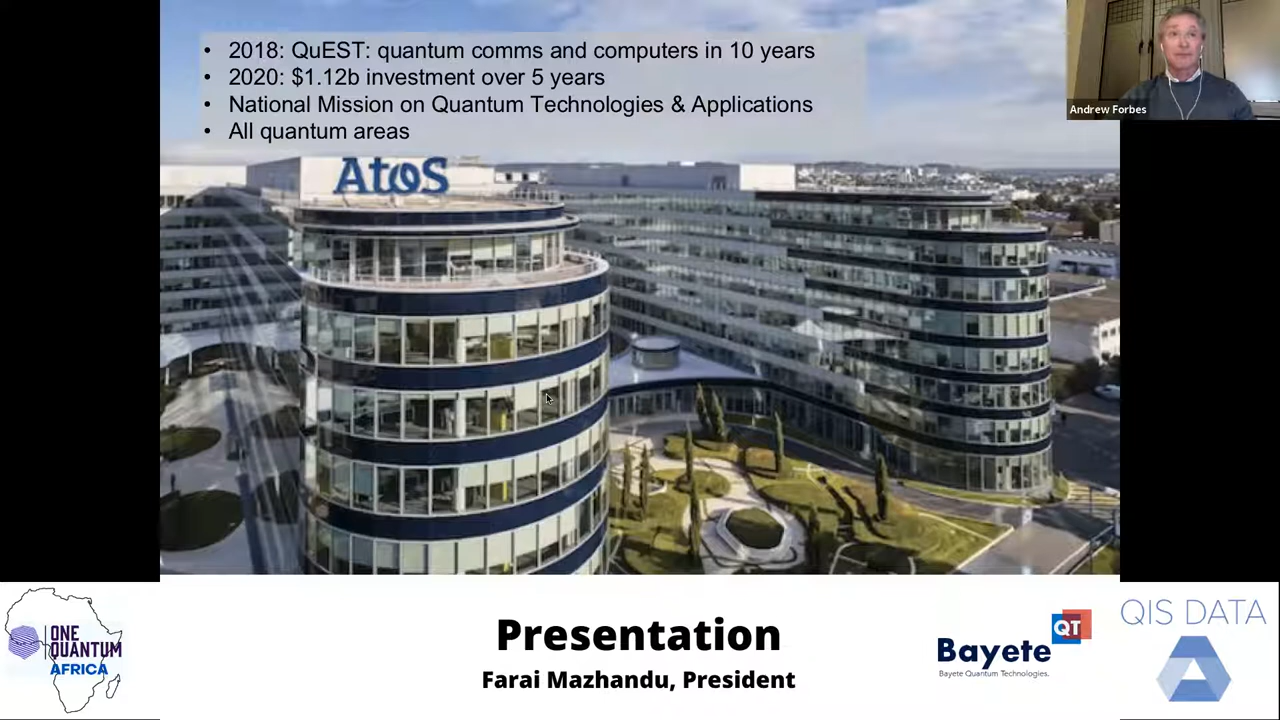 • 2018: QuEST: quantum comms and computers in 10 years
• 2020: $1.12b investment over 5 years
• National Mission on Quantum Technologies & Applications
• All quantum areas
Andrew Forbes
Atos
ONE
QUANTUM
AFRICA
Presentation
Farai Mazhandu, President
QT
Bayete
Bayete Quantum Technologies.
QIS DATA